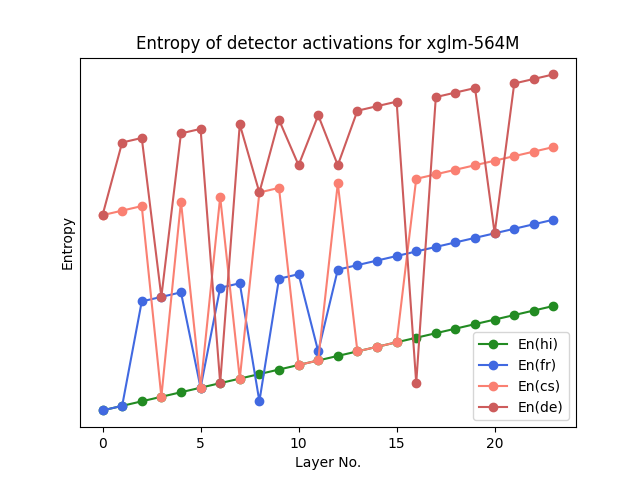 Entropy of detector activations for xglm-564M
Entropy
En(hi)
En(fr)
En(cs)
En(de)
0 5 10 15 20
Layer No.